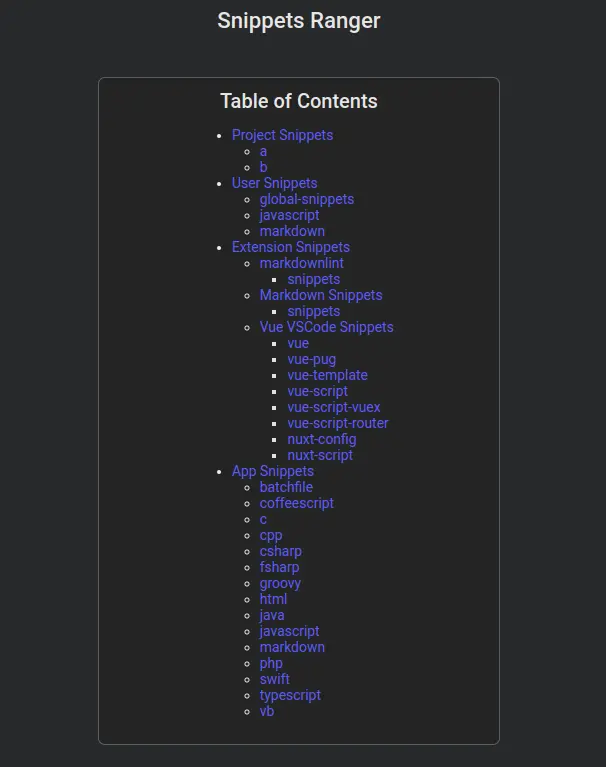 Snippets Ranger
Table of Contents
Project Snippets
a
b
User Snippets
global-snippets
javascript
markdown
Extension Snippets
markdownlint
snippets
Markdown Snippets
snippets
Vue VSCode Snippets
vue
vue-pug
vue-template
vue-script
vue-script-vuex
vue-script-router
nuxt-config
nuxt-script
App Snippets
batchfile
coffeescript
c
cpp
csharp
fsharp
groovy
html
java
javascript
markdown
php
swift
typescript
vb